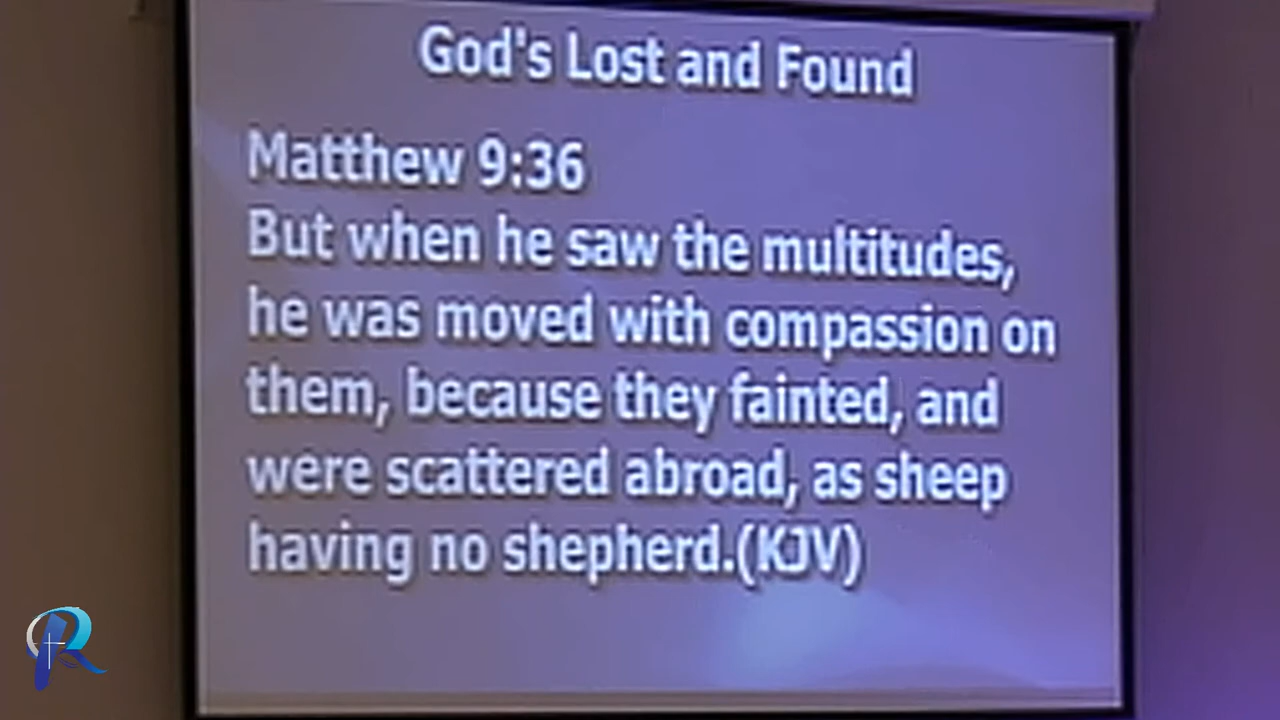 God's Lost and Found
Matthew 9:36
But when he saw the multitudes,
he was moved with compassion on
them, because they fainted, and
were scattered abroad, as sheep
having no shepherd.(KJV)
R